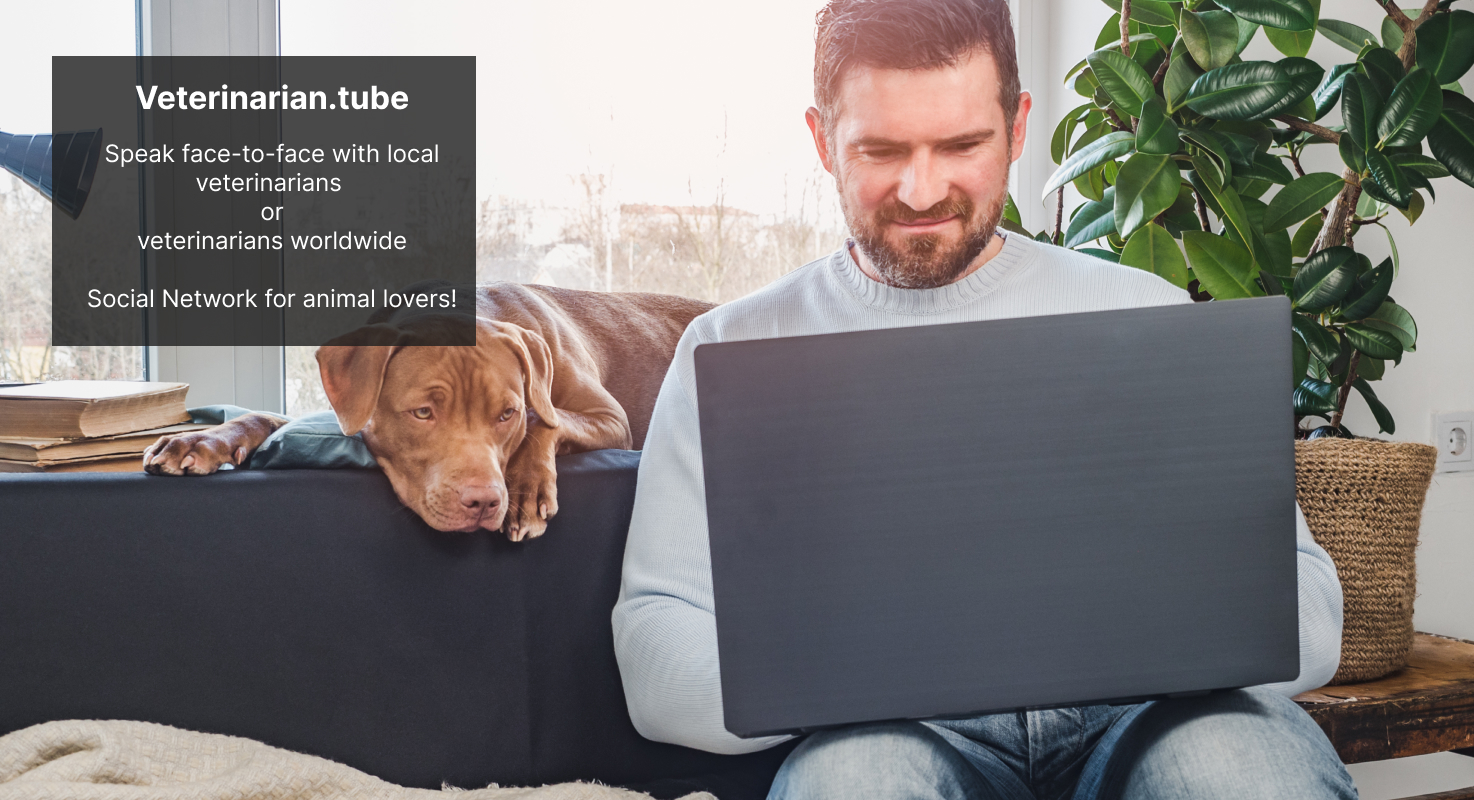 Veterinarian.tube
Speak face-to-face with local
veterinarians
or
veterinarians worldwide
Social Network for animal lovers!